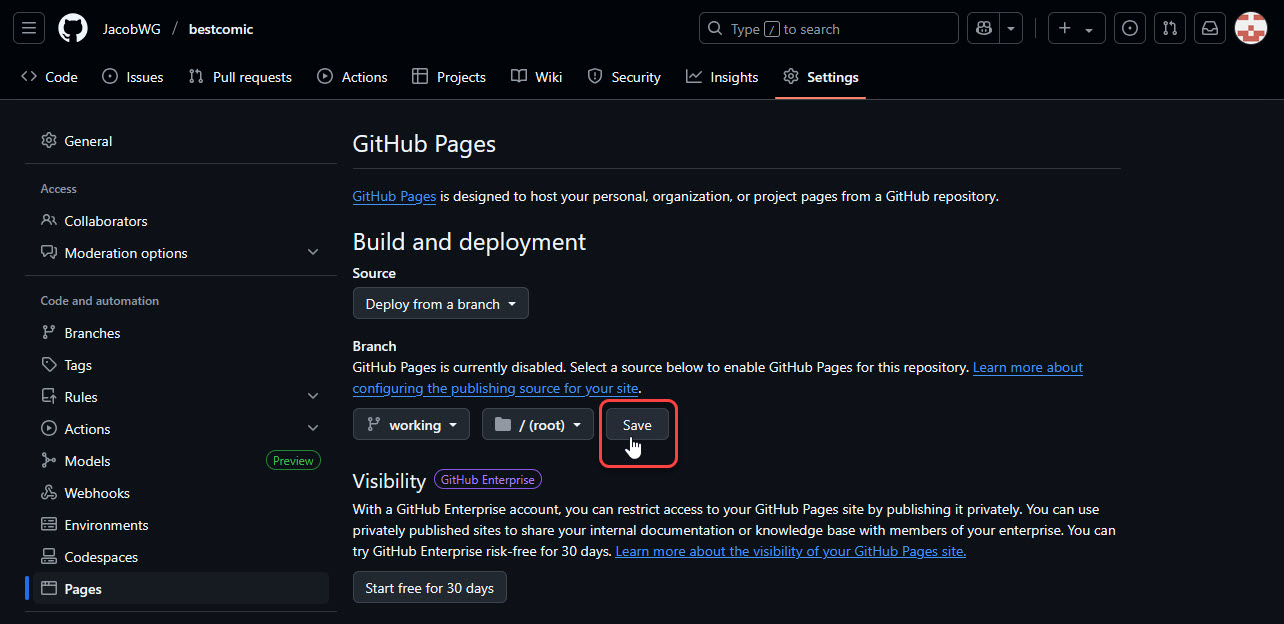 JacobWG / bestcomic
Type / to search
Code Issues Pull requests Actions Projects Wiki Security Insights Settings
General
Access
Collaborators
Moderation options
Code and automation
Branches
Tags
Rules
Actions
Models Preview
Webhooks
Environments
Codespaces
Pages
GitHub Pages
GitHub Pages is designed to host your personal, organization, or project pages from a GitHub repository.
Build and deployment
Source
Deploy from a branch
Branch
GitHub Pages is currently disabled. Select a source below to enable GitHub Pages for this repository. Learn more about
configuring the publishing source for your site.
working / (root) Save
Visibility GitHub Enterprise
With a GitHub Enterprise account, you can restrict access to your GitHub Pages site by publishing it privately. You can use
privately published sites to share your internal documentation or knowledge base with members of your enterprise. You can
try GitHub Enterprise risk-free for 30 days. Learn more about the visibility of your GitHub Pages site.
Start free for 30 days